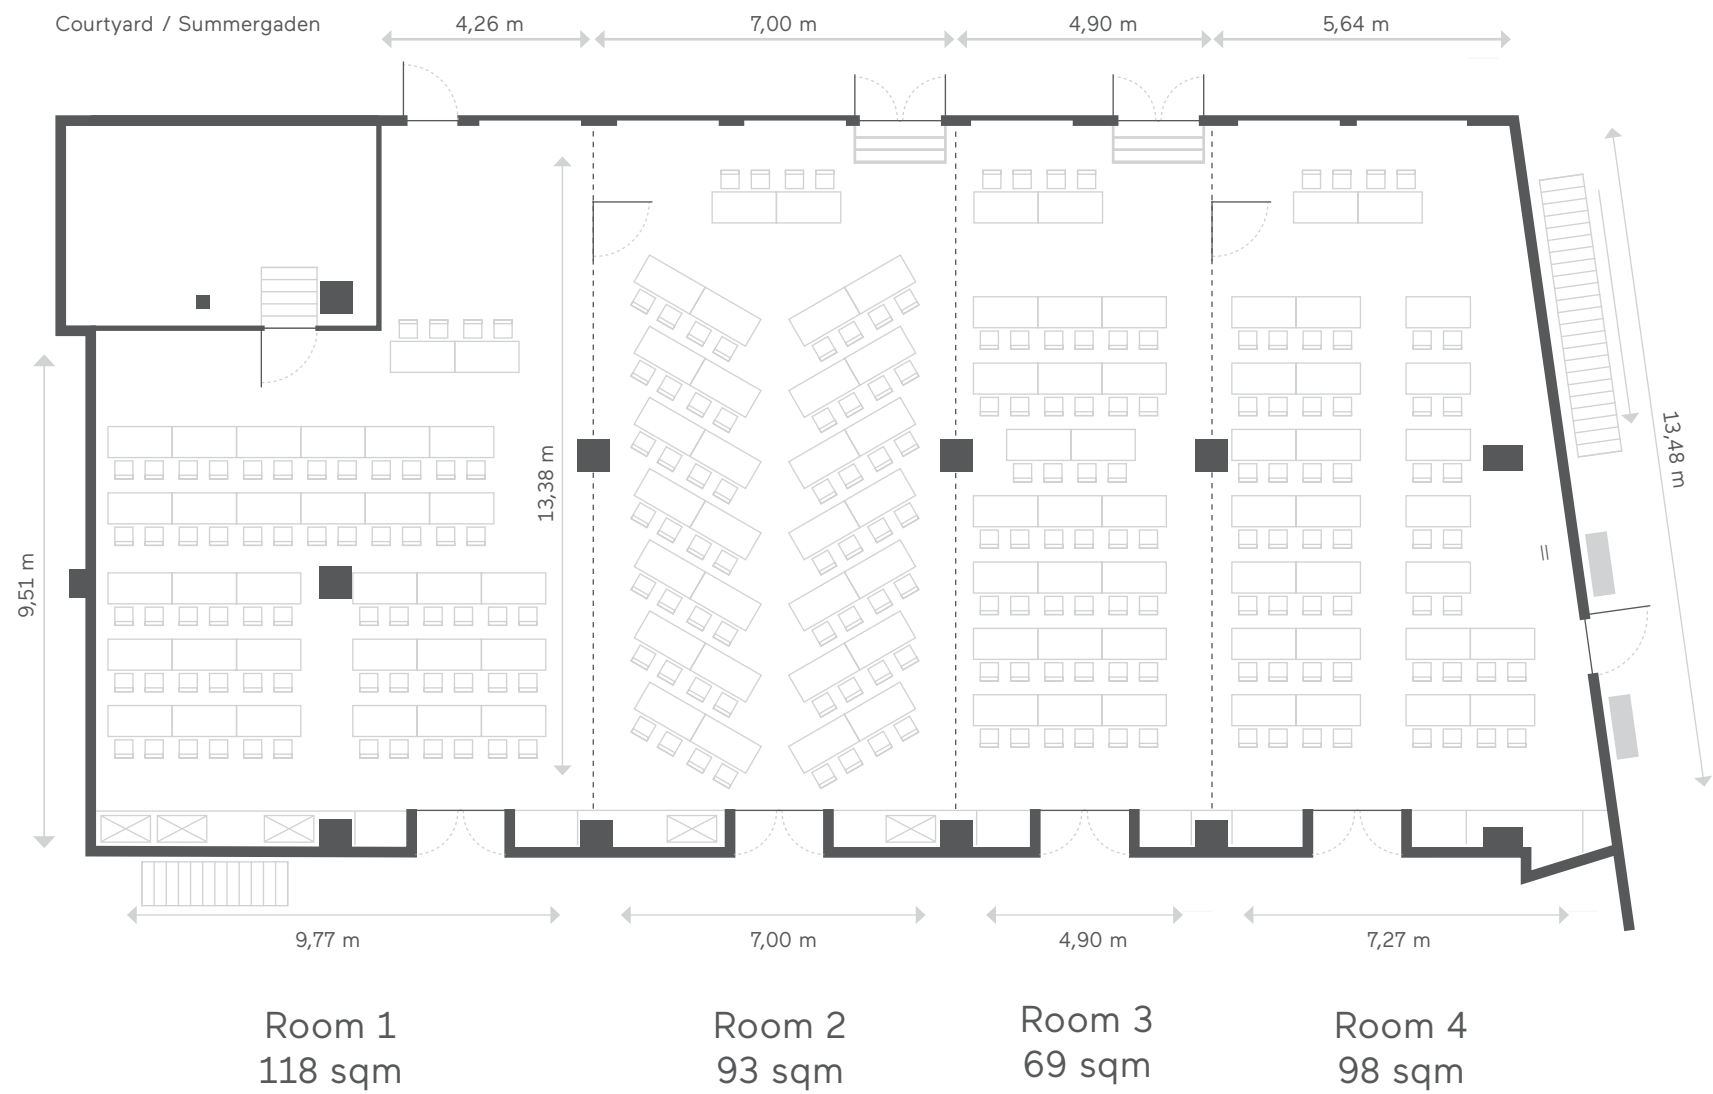 Courtyard / Summergaden
4,26 m
7,00 m
4,90 m
5,64 m
13,38 m
13,48 m
9,51 m
9,77 m
7,00 m
4,90 m
7,27 m
Room 1
118 sqm
Room 2
93 sqm
Room 3
69 sqm
Room 4
98 sqm